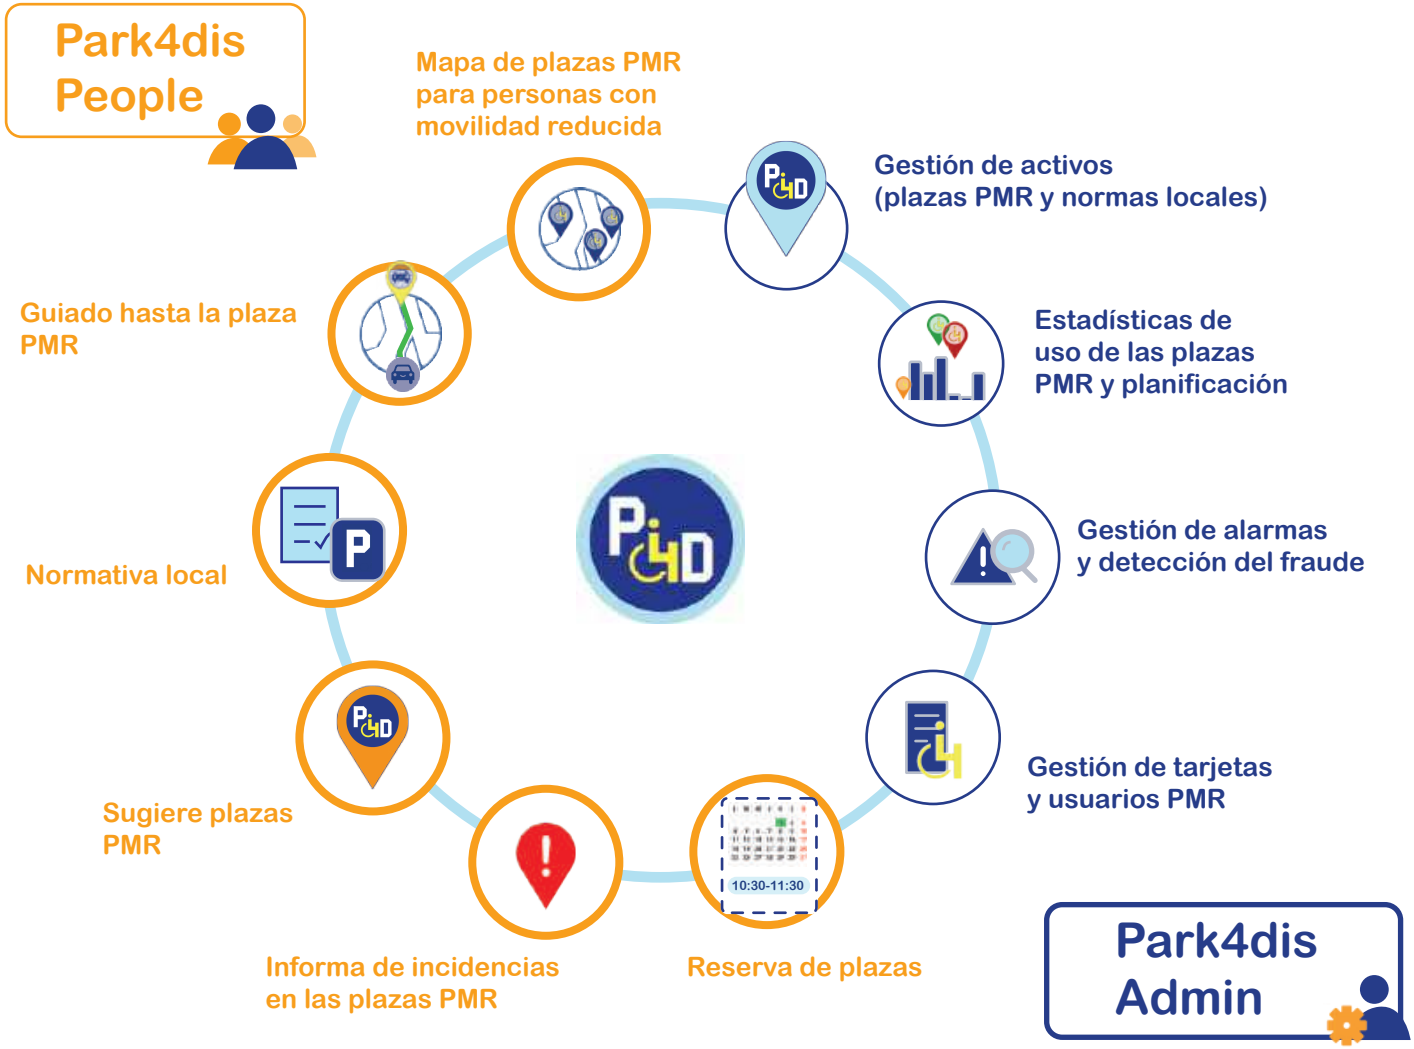 Park4dis
People
Mapa de plazas PMR
para personas con
movilidad reducida
Gestión de activos
(plazas PMR y normas locales)
Guiado hasta la plaza
PMR
Estadísticas de
uso de las plazas
PMR y planificación
Gestión de alarmas
y detección del fraude
Normativa local
P
P4D
P4D
P4D
Gestión de tarjetas
y usuarios PMR
Sugiere plazas
PMR
10:30-11:30
Informa de incidencias
en las plazas PMR
Reserva de plazas
Park4dis
Admin